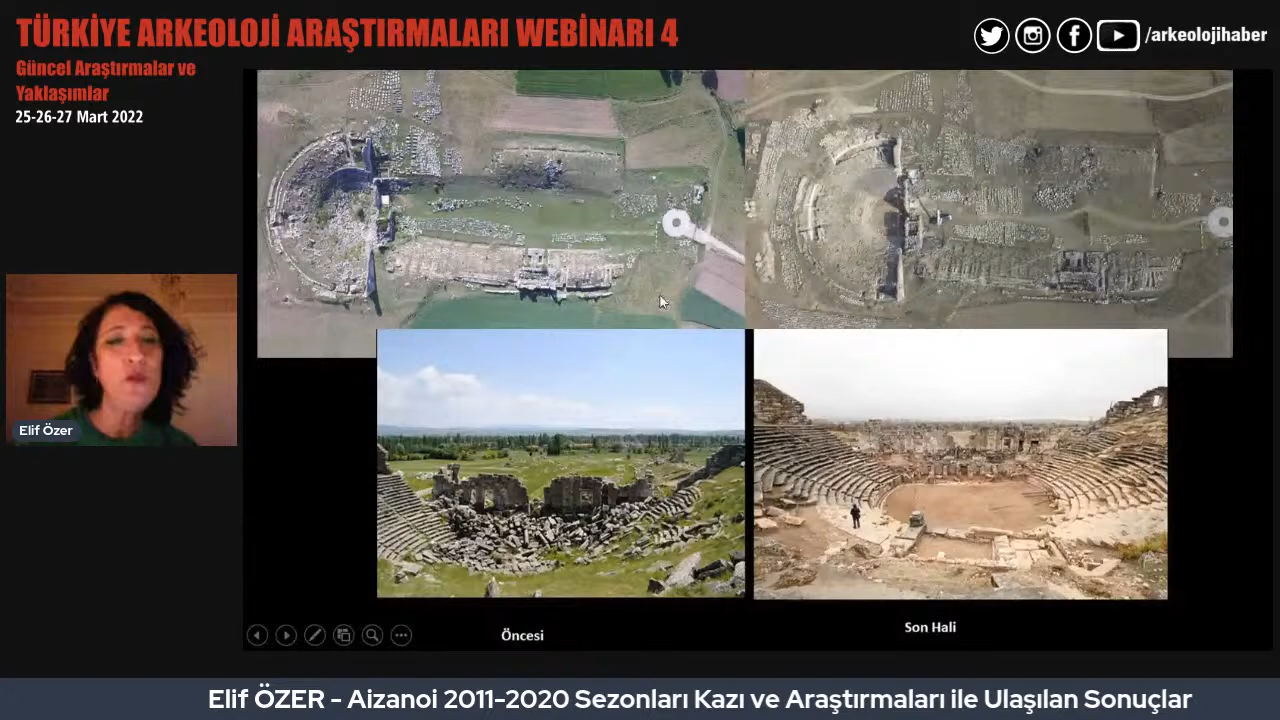 TÜRKİYE ARKEOLOJİ ARAŞTIRMALARI WEBİNARI 4
/arkeolojihaber
Güncel Araştırmalar ve
Yaklaşımlar
25-26-27 Mart 2022
Elif Özer
Öncesi
Son Hali
Elif ÖZER - Aizanoi 2011-2020 Sezonları Kazı ve Araştırmaları ile Ulaşılan Sonuçlar